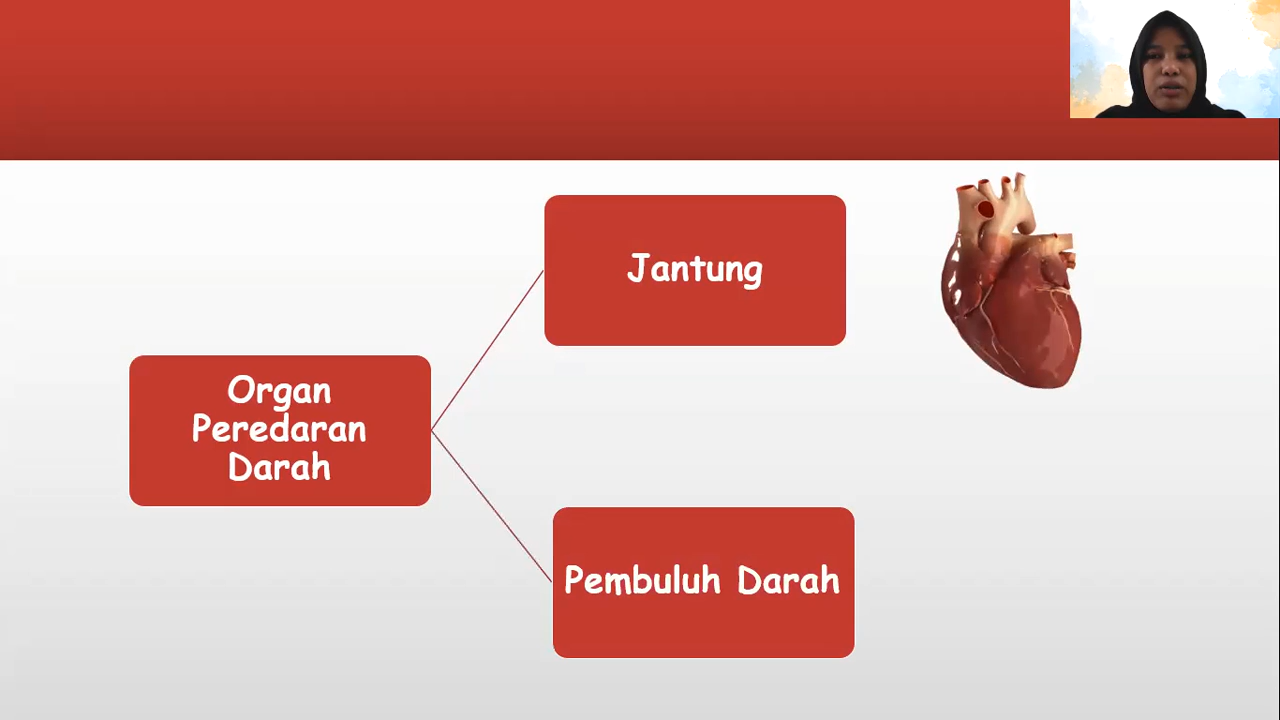 Jantung
Organ
Peredaran
Darah
Pembuluh Darah